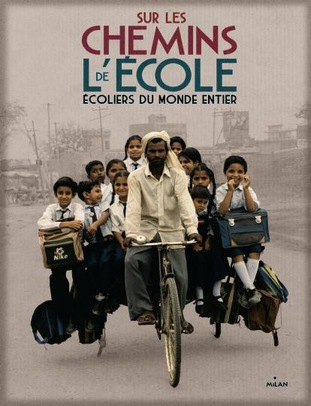 SUR LES
CHEMINS
DE L'ÉCOLE
ÉCOLIERS DU MONDE ENTIER
Nike
MiLAN